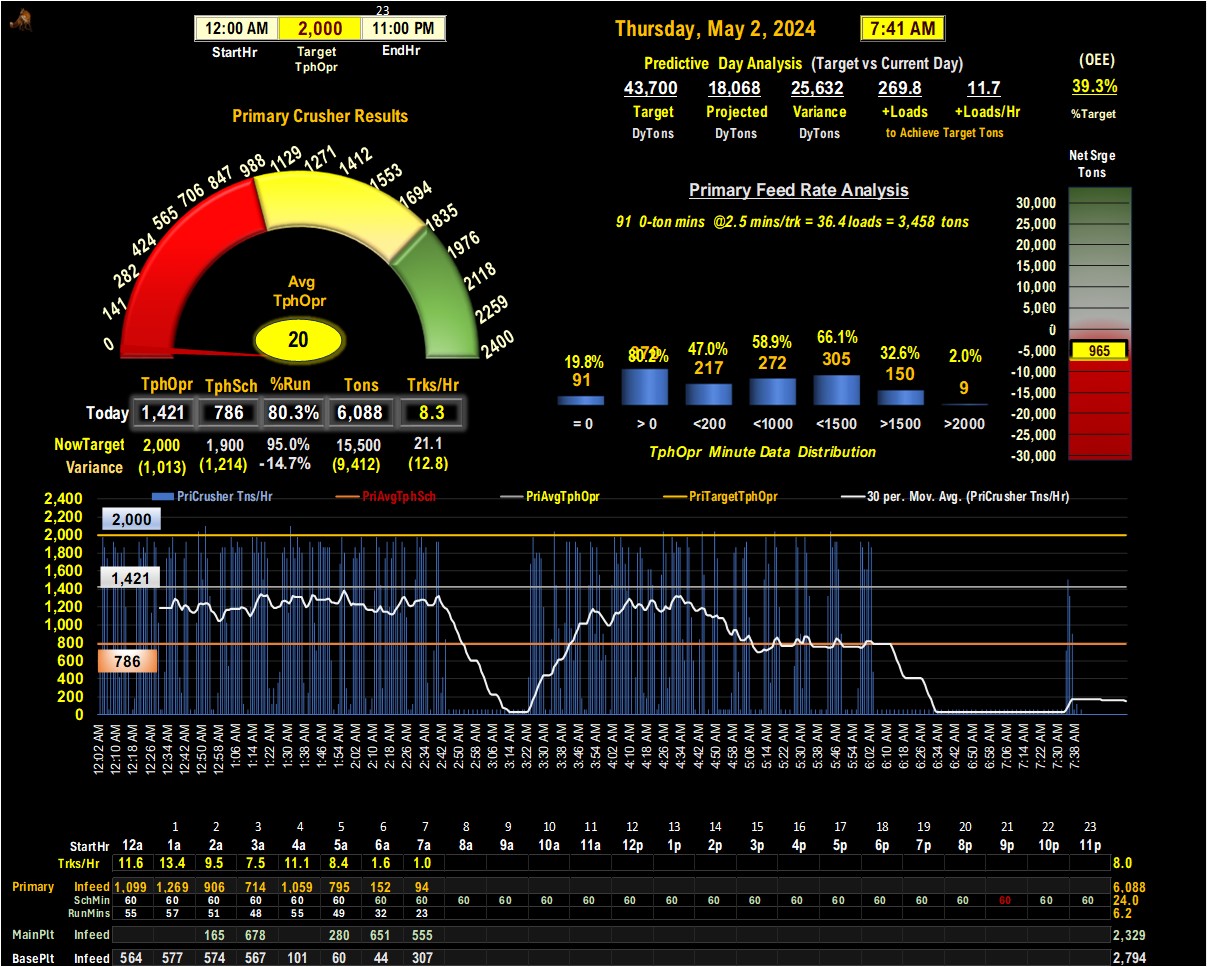 23
12:00 AM 2,000 11:00 PM
StartHr Target EndHr
TphOpr
Thursday, May 2, 2024 7:41 AM
Predictive Day Analysis (Target vs Current Day)
43,700 18,068 25,632 269.8 11.7
Target Projected Variance +Loads +Loads/Hr
DyTons DyTons DyTons to Achieve Target Tons
(OEE)
39.3%
%Target
Primary Crusher Results
0 141 282 424 565 706 847 988 1129 1271 1412 1553 1694 1835 1976 2118 2259 2400
Avg
TphOpr
20
TphOpr TphSch %Run Tons Trks/Hr
Today 1,421 786 80.3% 6,088 8.3
NowTarget 2,000 1,900 95.0% 15,500 21.1
Variance (1,013) (1,214) -14.7% (9,412) (12.8)
Primary Feed Rate Analysis
91 0-ton mins @2.5 mins/trk = 36.4 loads = 3,458 tons
19.8% 80.2% 47.0% 58.9% 66.1% 32.6% 2.0%
91 217 272 305 150 9
= 0 > 0 <200 <1000 <1500 >1500 >2000
TphOpr Minute Data Distribution
Net Srge
Tons
30,000
25,000
20,000
15,000
10,000
5,000
0
-5,000
965
-10,000
-15,000
-20,000
-25,000
-30,000
PriCrusher Tns/Hr PriAvgTphSch PriAvgTphOpr PriTargetTphOpr 30 per. Mov. Avg. (PriCrusher Tns/Hr)
2,400
2,200
2,000
1,800
1,600
1,400
1,200
1,000
800
600
400
200
0
2,000
1,421
786
12:02 AM 12:10 AM 12:18 AM 12:26 AM 12:34 AM 12:42 AM 12:50 AM 12:58 AM 1:06 AM 1:14 AM 1:22 AM 1:30 AM 1:38 AM 1:46 AM 1:54 AM 2:02 AM 2:10 AM 2:18 AM 2:26 AM 2:34 AM 2:42 AM 2:50 AM 2:58 AM 3:06 AM 3:14 AM 3:22 AM 3:30 AM 3:38 AM 3:46 AM 3:54 AM 4:02 AM 4:10 AM 4:18 AM 4:26 AM 4:34 AM 4:42 AM 4:50 AM 4:58 AM 5:06 AM 5:14 AM 5:22 AM 5:30 AM 5:38 AM 5:46 AM 5:54 AM 6:02 AM 6:10 AM 6:18 AM 6:26 AM 6:34 AM 6:42 AM 6:50 AM 6:58 AM 7:06 AM 7:14 AM 7:22 AM 7:30 AM 7:38 AM
1 2 3 4 5 6 7 8 9 10 11 12 13 14 15 16 17 18 19 20 21 22 23
StartHr 12a 1a 2a 3a 4a 5a 6a 7a 8a 9a 10a 11a 12p 1p 2p 3p 4p 5p 6p 7p 8p 9p 10p 11p
Trks/Hr 11.6 13.4 9.5 7.5 11.1 8.4 1.6 1.0 8.0
Primary Infeed 1,099 1,269 906 714 1,059 795 152 94 6,088
SchMin 60 60 60 60 60 60 60 60 60 60 60 60 60 60 60 60 60 60 60 60 60 60 60 60 24.0
RunMins 55 57 51 48 55 49 32 23 6.2
MainPlt Infeed 165 678 280 651 555 2,329
BasePlt Infeed 564 577 574 567 101 60 44 307 2,794